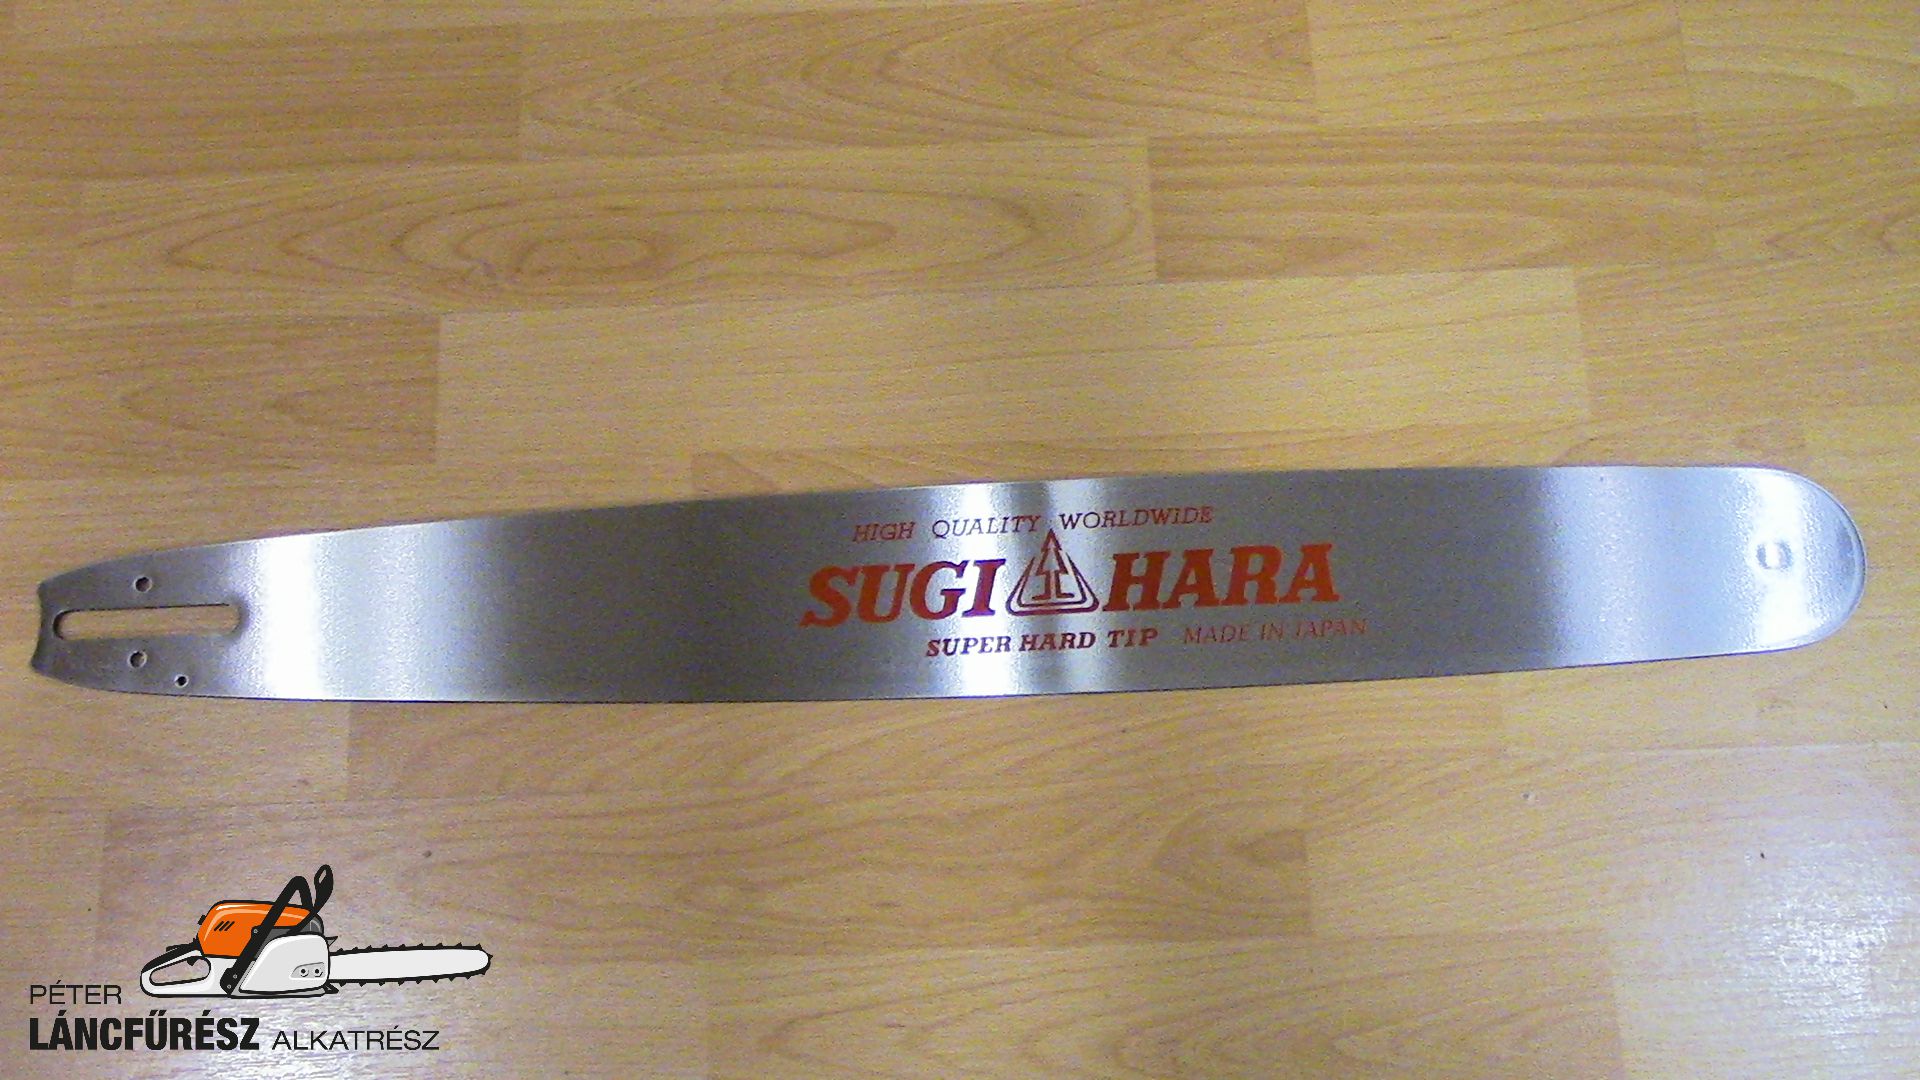 HIGH QUALITY WORLDWIDE
SUGI HARA
SUPER HARD TIP MADE IN JAPAN
PÉTER
LÁNCFŰRÉSZ ALKATRÉSZ